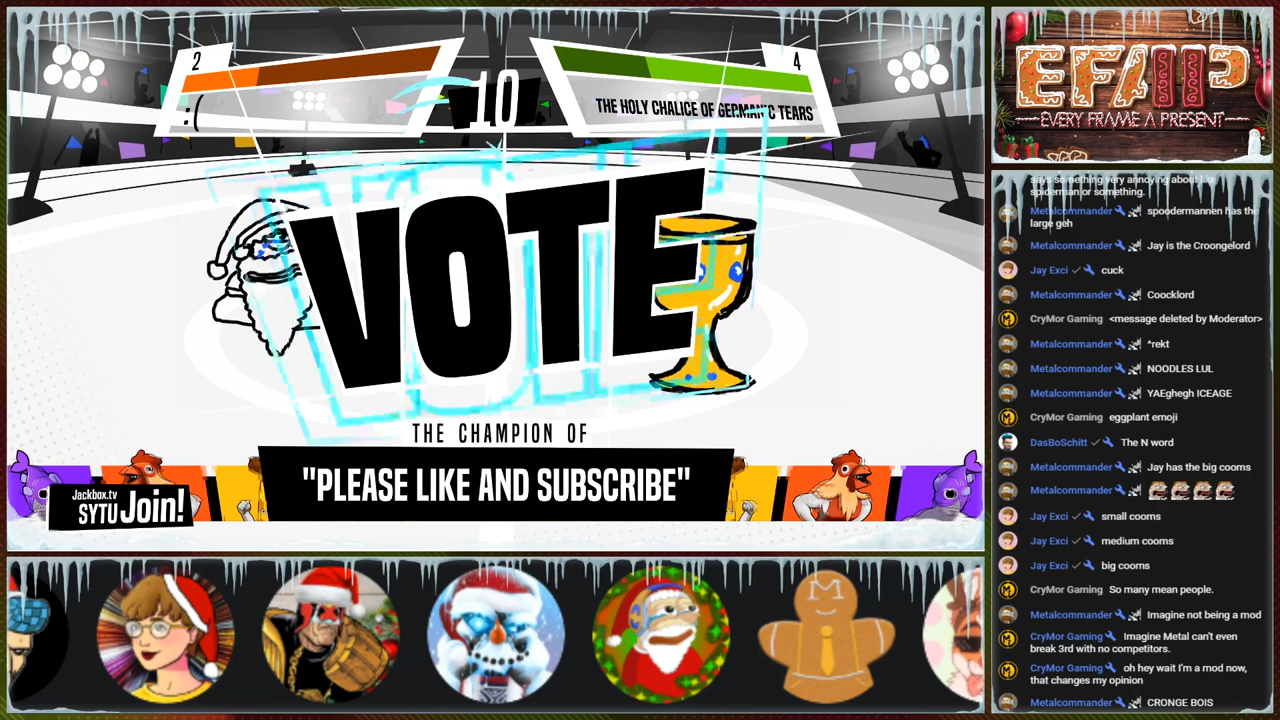 2
:(
10
4
THE HOLY CHALICE OF GERMANIC TEARS
VOTE
THE CHAMPION OF
"PLEASE LIKE AND SUBSCRIBE"
Jackbox.tv
SYTU Join!
EFAP
EVERY FRAME A PRESENT
says something very annoying about like
spiderman or something.
Metalcommander spoodermannen has the
large geh
Metalcommander Jay is the Croongelord
Jay Exci cuck
Metalcommander Coocklord
CryMor Gaming <message deleted by Moderator>
Metalcommander ^rekt
Metalcommander NOODLES LUL
Metalcommander YAEghegh ICEAGE
CryMor Gaming eggplant emoji
DasBoSchitt The N word
Metalcommander Jay has the big cooms
Metalcommander
Jay Exci small cooms
Jay Exci medium cooms
Jay Exci big cooms
CryMor Gaming So many mean people.
Metalcommander Imagine not being a mod
CryMor Gaming Imagine Metal can't even
break 3rd with no competitors.
CryMor Gaming oh hey wait I'm a mod now,
that changes my opinion
Metalcommander CRONGE BOIS
M